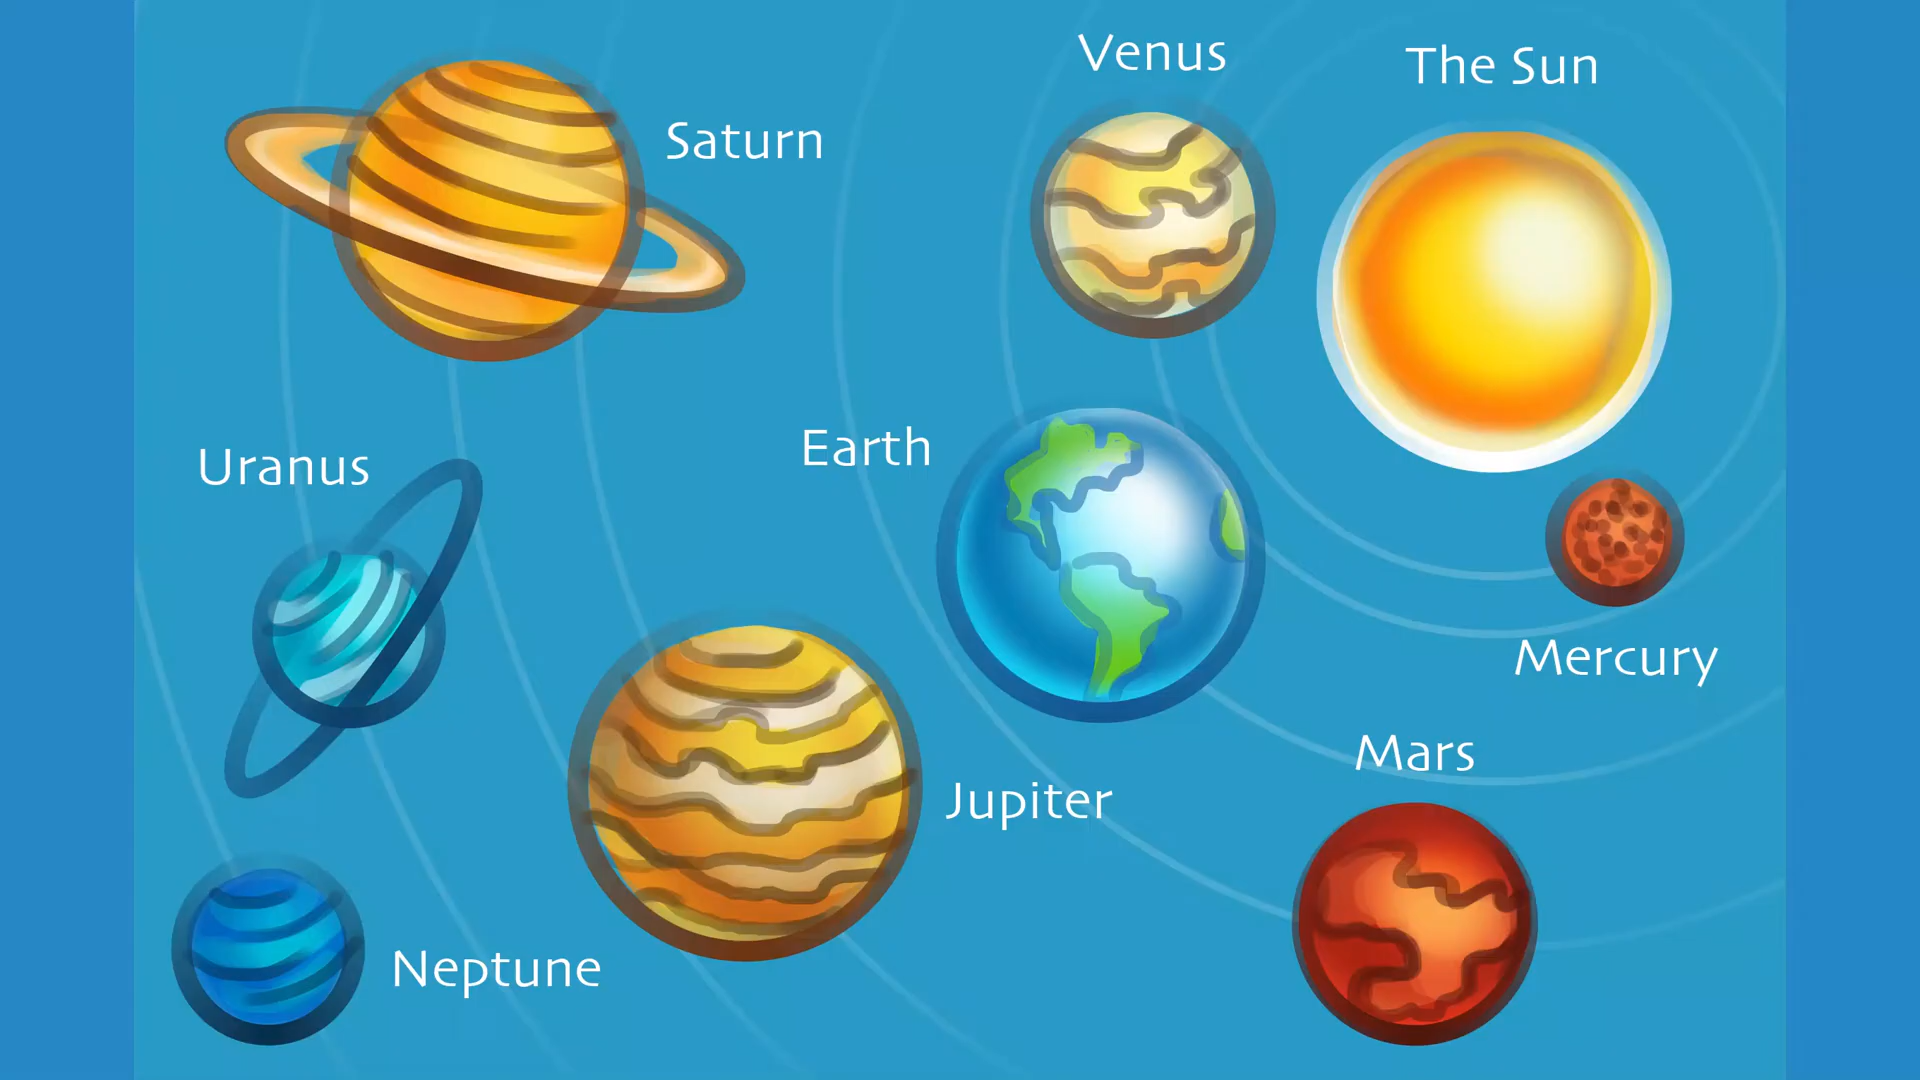 Venus
The Sun
Saturn
Earth
Uranus
Mercury
Mars
Jupiter
Neptune